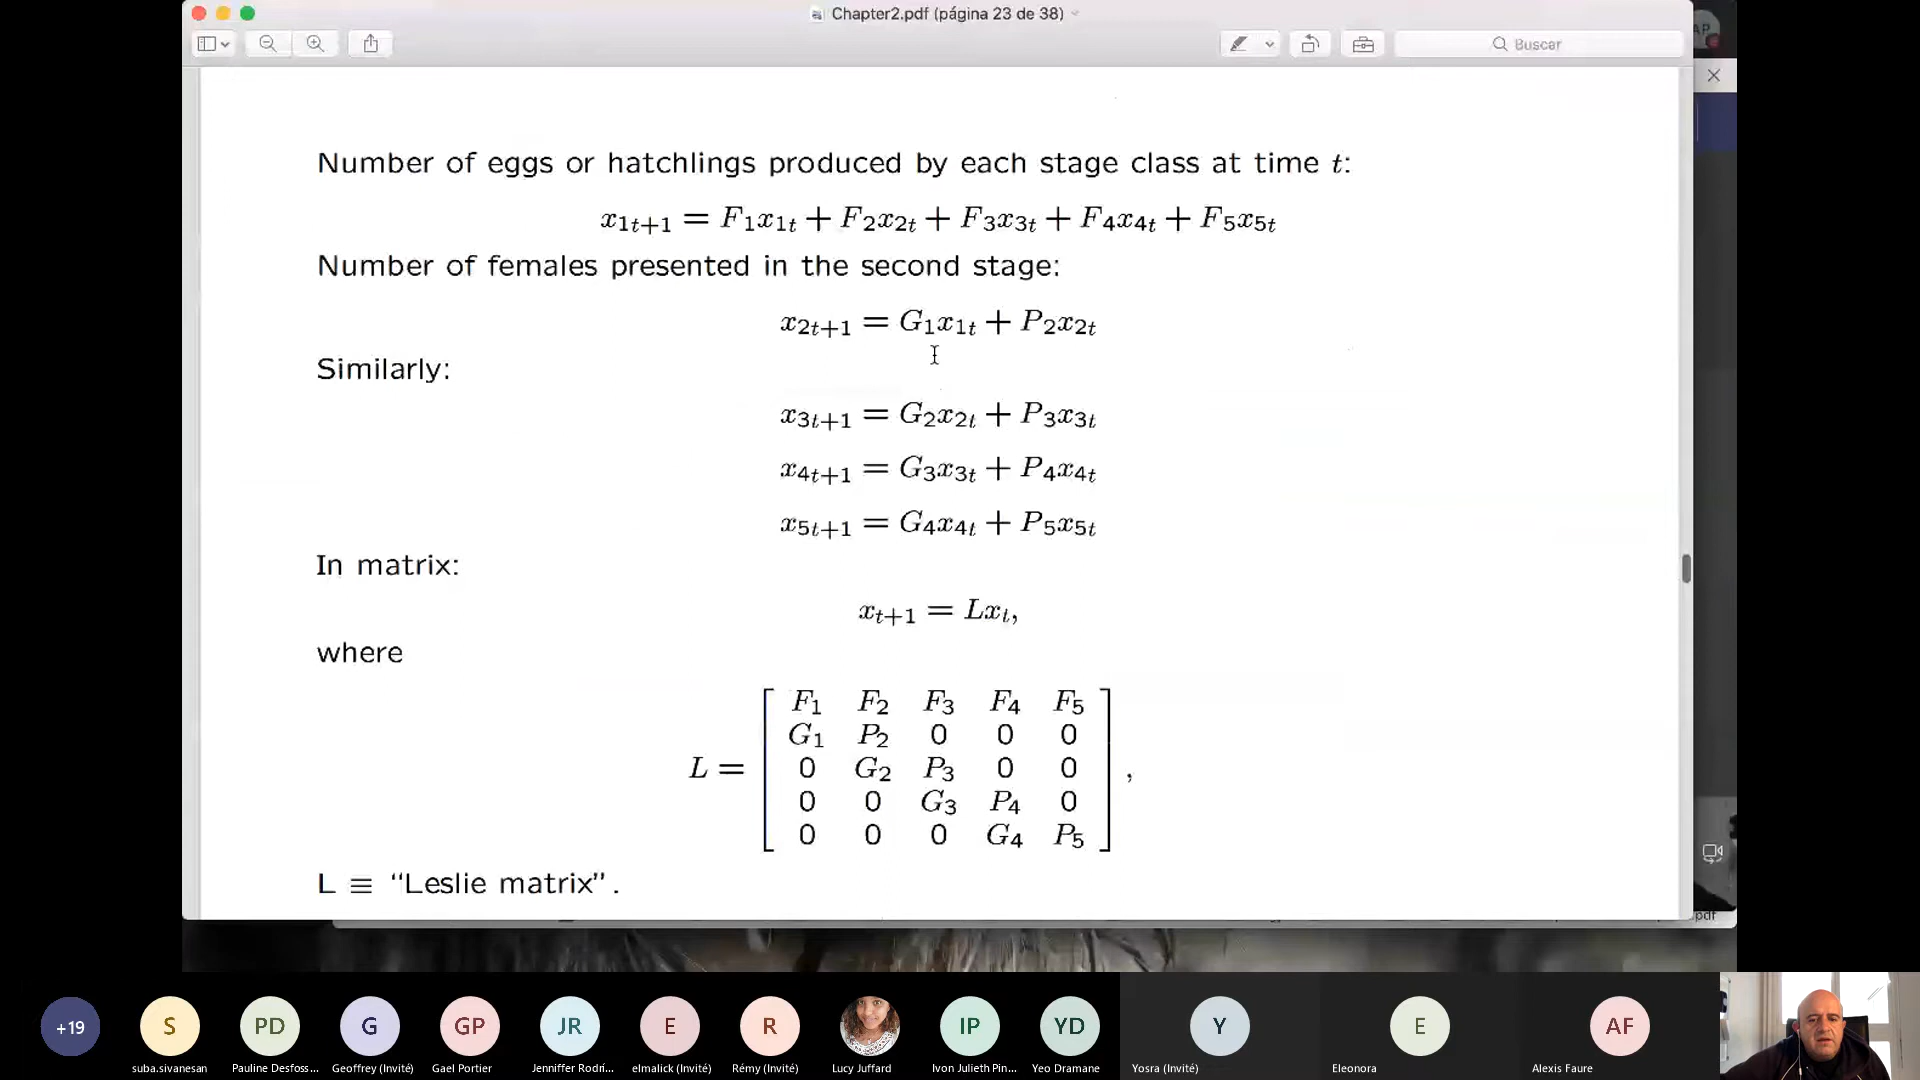 Chapter2.pdf (página 23 de 38)
Buscar
AP
Number of eggs or hatchlings produced by each stage class at time t:
x1t+1 = F1x1t + F2x2t + F3x3t + F4x4t + F5x5t
Number of females presented in the second stage:
x2t+1 = G1x1t + P2x2t
Similarly:
x3t+1 = G2x2t + P3x3t
x4t+1 = G3x3t + P4x4t
x5t+1 = G4x4t + P5x5t
In matrix:
xt+1 = Lxt,
where
F1 F2 F3 F4 F5
G1 P2 0 0 0
L = 0 G2 P3 0 0 ,
0 0 G3 P4 0
0 0 0 G4 P5
L ≡ “Leslie matrix”.
pdf
+19 S PD G GP JR E R IP YD Y E AF
suba.sivanesan Pauline Desfoss... Geoffrey (Invité) Gael Portier Jenniffer Rodrí... elmalick (Invité) Rémy (Invité) Lucy Juffard Ivon Julieth Pin... Yeo Dramane Yosra (Invité) Eleonora Alexis Faure